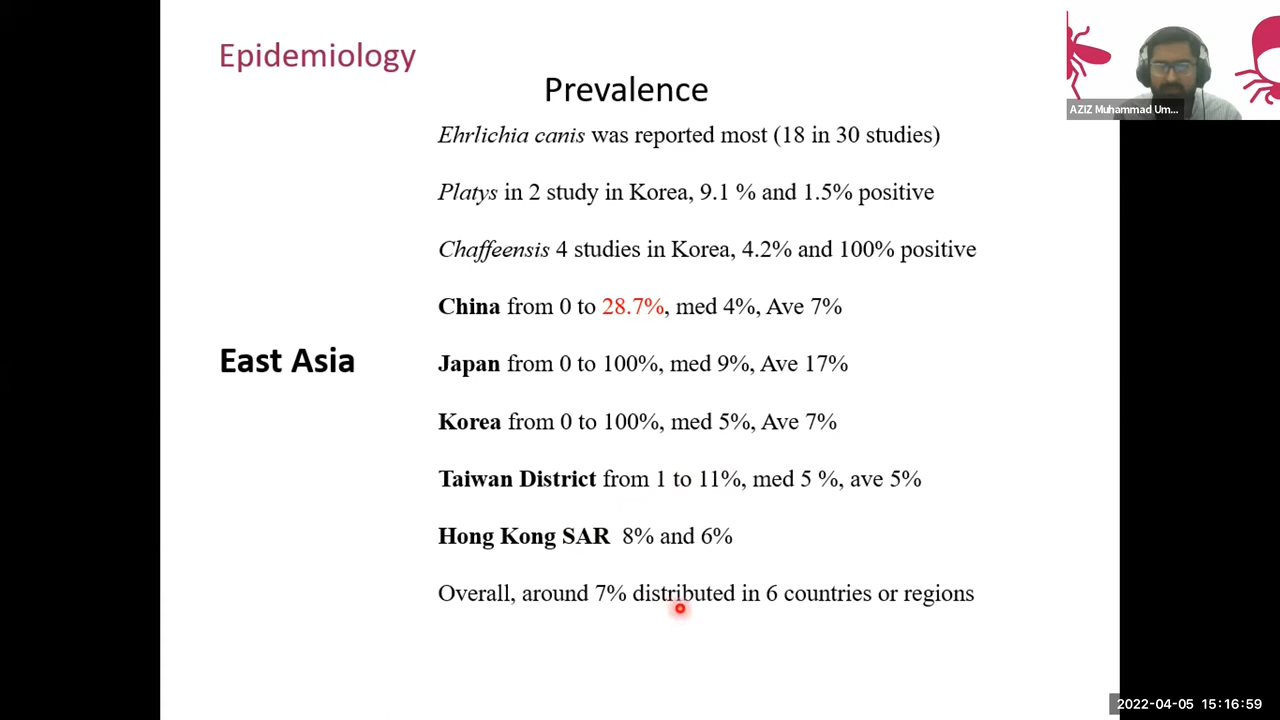 Epidemiology
Prevalence
Ehrlichia canis was reported most (18 in 30 studies)
Platys in 2 study in Korea, 9.1 % and 1.5% positive
Chaffeensis 4 studies in Korea, 4.2% and 100% positive
China from 0 to 28.7%, med 4%, Ave 7%
East Asia
Japan from 0 to 100%, med 9%, Ave 17%
Korea from 0 to 100%, med 5%, Ave 7%
Taiwan District from 1 to 11%, med 5 %, ave 5%
Hong Kong SAR 8% and 6%
Overall, around 7% distributed in 6 countries or regions
AZIZ Muhammad Um...
2022-04-05 15:16:59